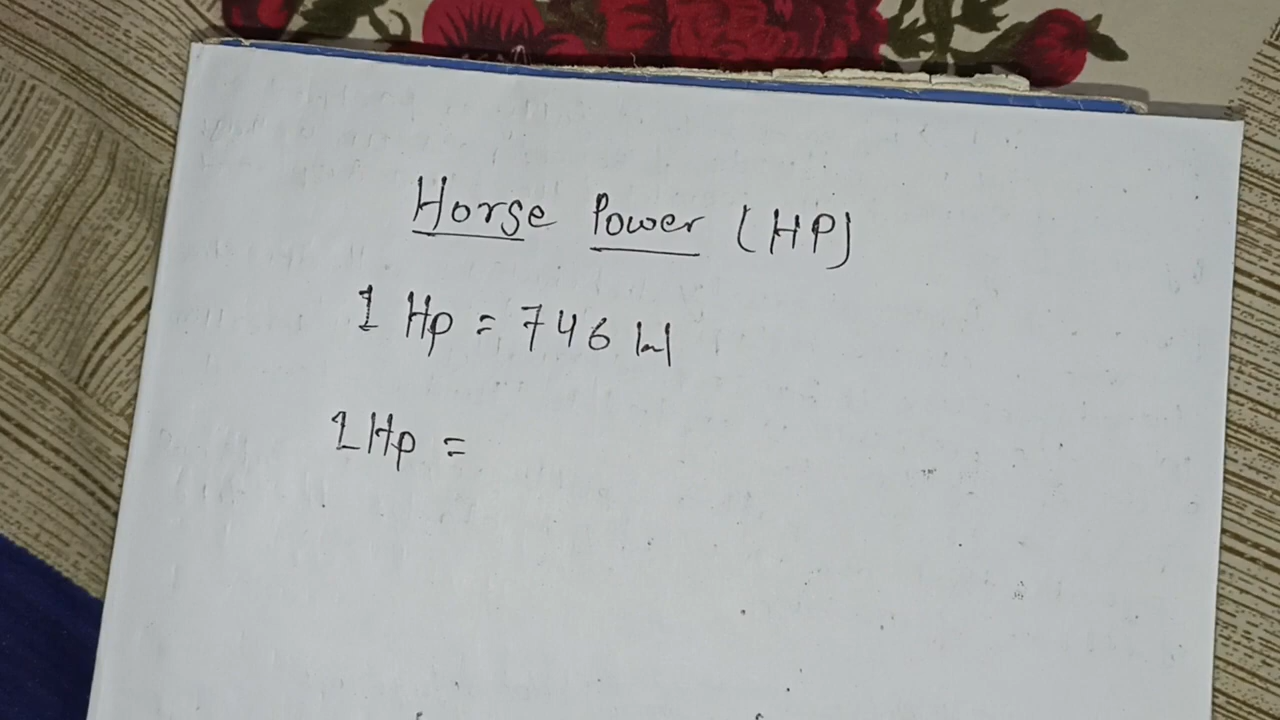 Horse Power (HP)
1 Hp = 746 W
1 Hp =